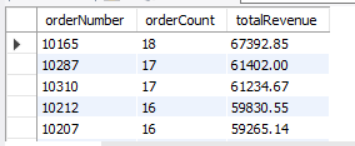 orderNumber orderCount totalRevenue
10165 18 67392.85
10287 17 61402.00
10310 17 61234.67
10212 16 59830.55
10207 16 59265.14